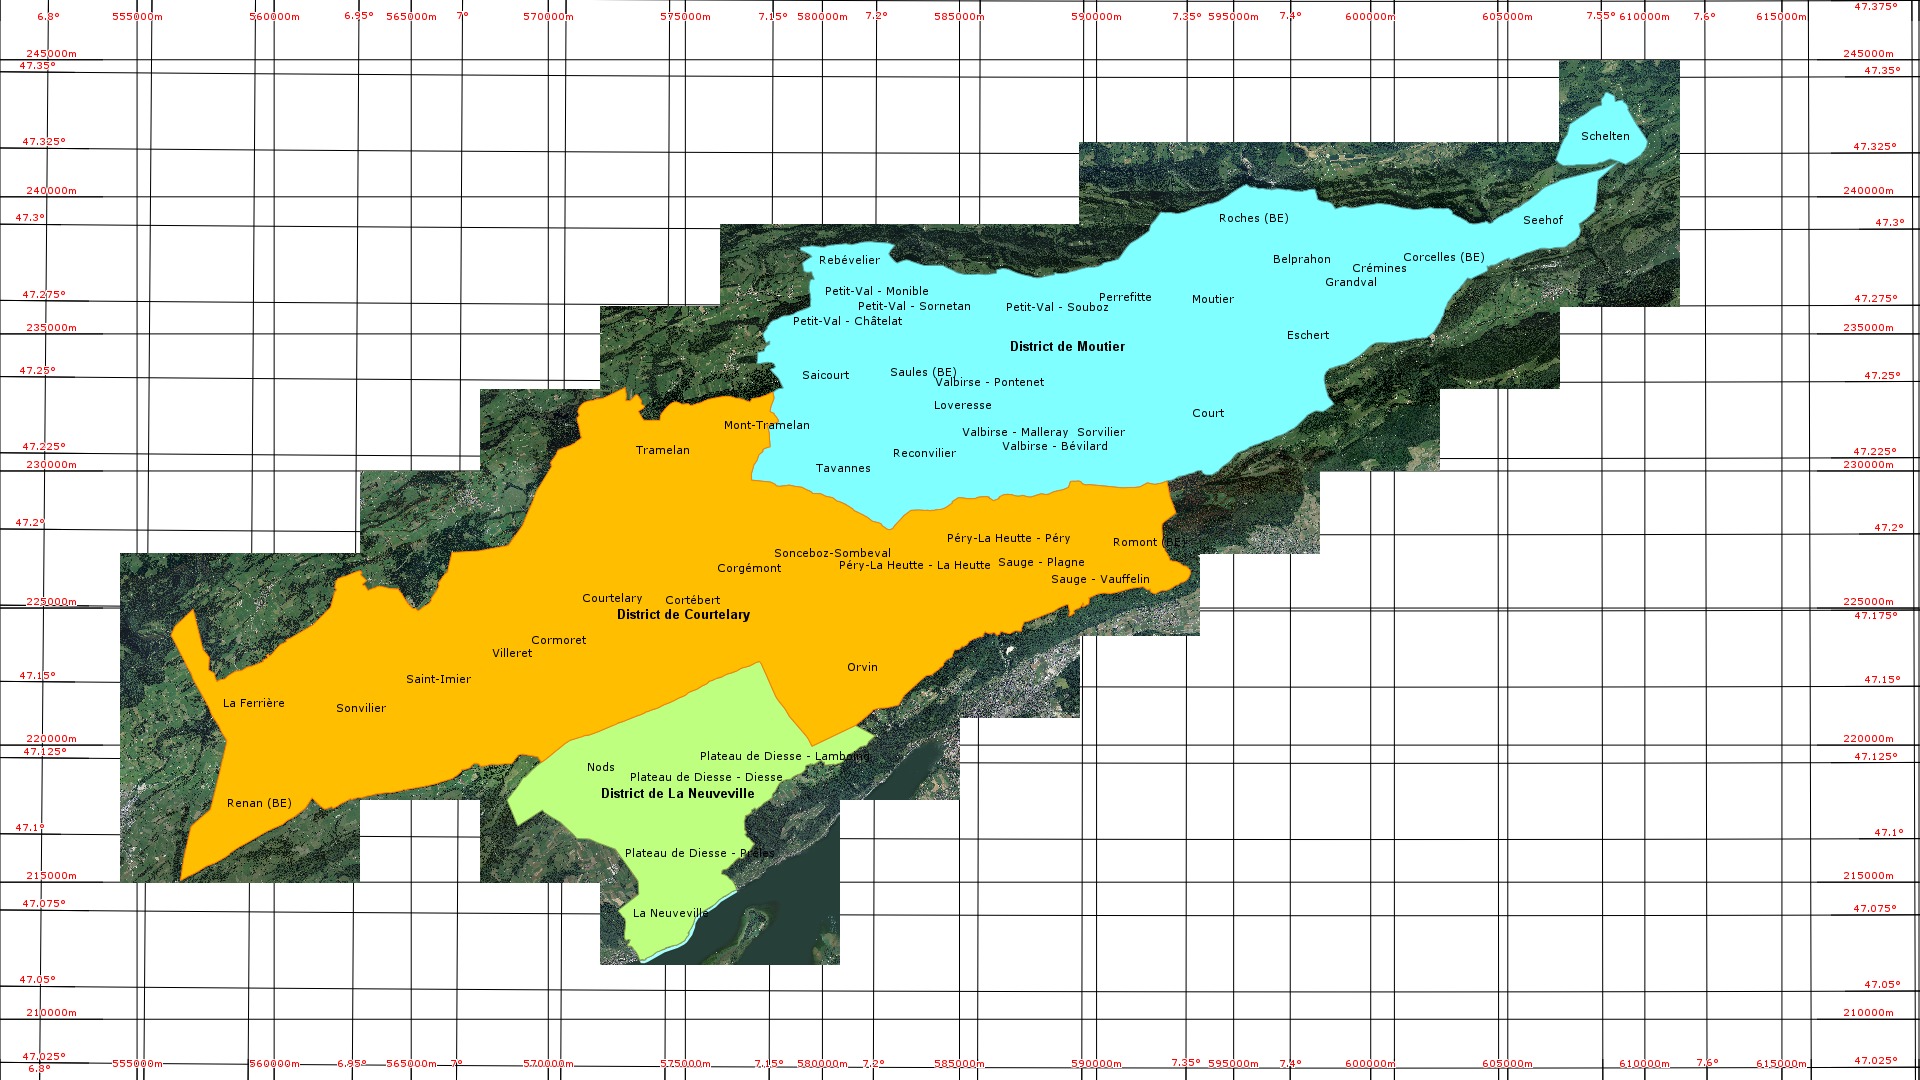 6.8° 555000m 560000m 6.95° 565000m 7° 570000m 575000m 7.15° 580000m 7.2° 585000m 590000m 7.35° 595000m 7.4° 600000m 605000m 7.55° 610000m 7.6° 615000m 47.375°
245000m 245000m
47.35° 47.35°
Schelten
47.325° 47.325°
240000m 240000m
47.3° Roches (BE) Seehof 47.3°
Rebévelier Belprahon Corcelles (BE)
Crémines
Grandval
Petit-Val - Monible
47.275° Perrefitte Moutier 47.275°
Petit-Val - Sornetan Petit-Val - Souboz
Petit-Val - Châtelat
235000m Eschert 235000m
District de Moutier
47.25° Saicourt Saules (BE) 47.25°
Valbirse - Pontenet
Loveresse
Court
Mont-Tramelan
Valbirse - Malleray Sorvilier
47.225° Tramelan Reconvilier Valbirse - Bévilard 47.225°
230000m Tavannes 230000m
47.2° 47.2°
Péry-La Heutte - Péry Romont (BE)
Sonceboz-Sombeval
Corgémont Péry-La Heutte - La Heutte Sauge - Plagne
Sauge - Vauffelin
225000m Courtelary Cortébert 225000m
District de Courtelary 47.175°
Cormoret
Villeret
Orvin
47.15° Saint-Imier 47.15°
La Ferrière Sonvilier
220000m 220000m
47.125° Plateau de Diesse - Lamboing 47.125°
Nods
Plateau de Diesse - Diesse
District de La Neuveville
Renan (BE)
47.1° 47.1°
Plateau de Diesse - Prêles
215000m 215000m
47.075° La Neuveville 47.075°
47.05° 47.05°
210000m 210000m
47.025° 555000m 560000m 6.95° 565000m 7° 570000m 575000m 7.15° 580000m 7.2° 585000m 590000m 7.35° 595000m 7.4° 600000m 605000m 610000m 7.6° 615000m 47.025°
6.8°